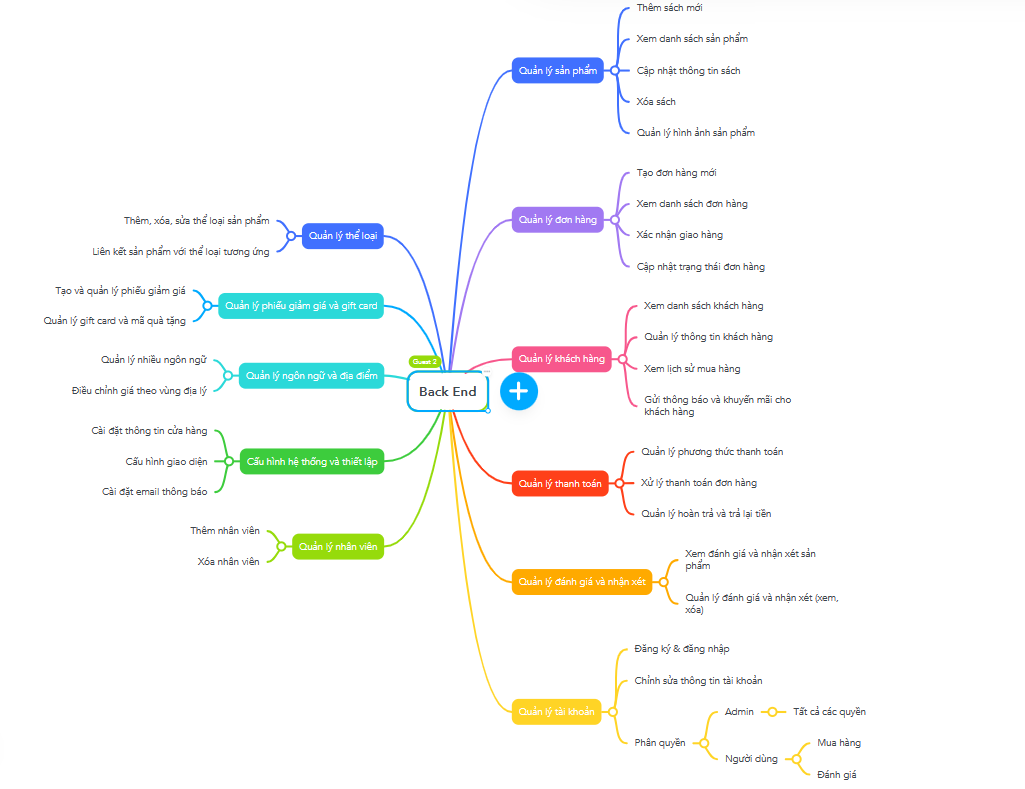 Thêm sách mới
Xem danh sách sản phẩm
Quản lý sản phẩm
Cập nhật thông tin sách
Xóa sách
Quản lý hình ảnh sản phẩm
Tạo đơn hàng mới
Xem danh sách đơn hàng
Quản lý đơn hàng
Xác nhận giao hàng
Cập nhật trạng thái đơn hàng
Thêm, xóa, sửa thể loại sản phẩm
Quản lý thể loại
Liên kết sản phẩm với thể loại tương ứng
Tạo và quản lý phiếu giảm giá
Quản lý phiếu giảm giá và gift card
Quản lý gift card và mã quà tặng
Quản lý nhiều ngôn ngữ
Quản lý ngôn ngữ và địa điểm
Điều chỉnh giá theo vùng địa lý
Guest 2
Back End
Xem danh sách khách hàng
Quản lý thông tin khách hàng
Quản lý khách hàng
Xem lịch sử mua hàng
Gửi thông báo và khuyến mãi cho
khách hàng
Cài đặt thông tin cửa hàng
Cấu hình giao diện
Cấu hình hệ thống và thiết lập
Cài đặt email thông báo
Quản lý phương thức thanh toán
Quản lý thanh toán
Xử lý thanh toán đơn hàng
Quản lý hoàn trả và trả lại tiền
Thêm nhân viên
Quản lý nhân viên
Xóa nhân viên
Xem đánh giá và nhận xét sản
phẩm
Quản lý đánh giá và nhận xét
Quản lý đánh giá và nhận xét (xem,
xóa)
Đăng ký & đăng nhập
Chỉnh sửa thông tin tài khoản
Quản lý tài khoản
Phân quyền
Admin
Tất cả các quyền
Người dùng
Mua hàng
Đánh giá